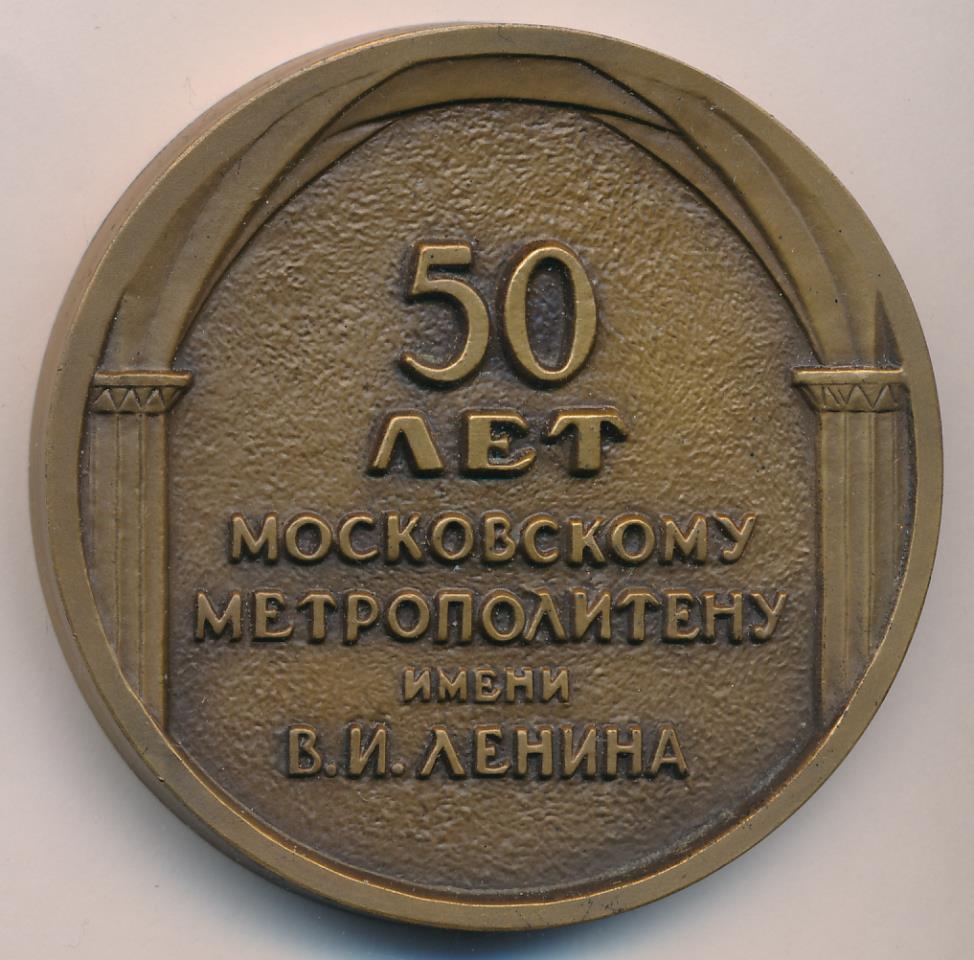 50
ЛЕТ
МОСКОВСКОМУ
МЕТРОПОЛИТЕНУ
ИМЕНИ
В.И. ЛЕНИНА